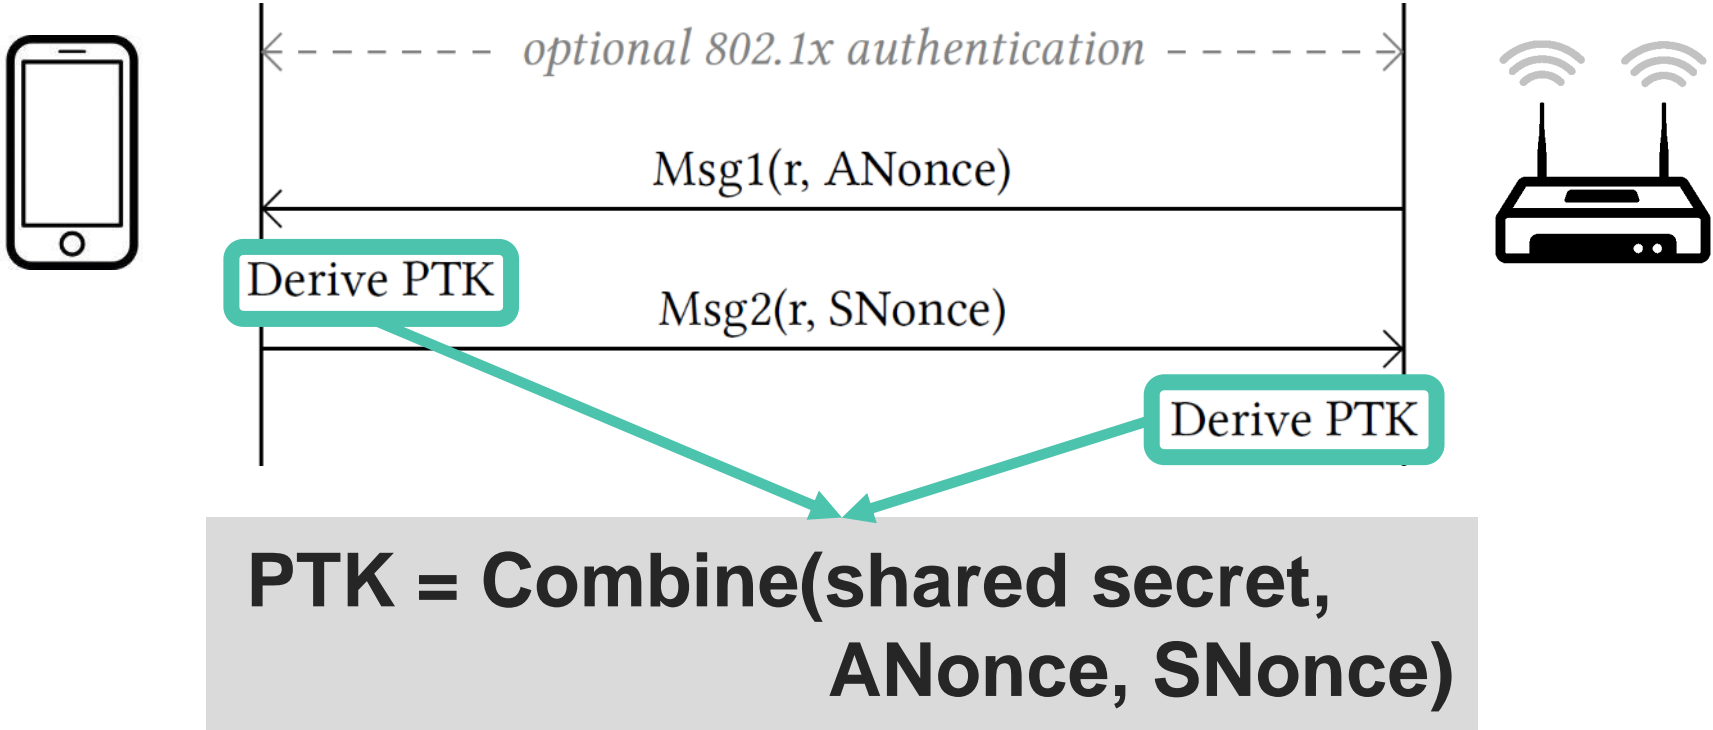 optional 802.1x authentication
Msg1(r, ANonce)
Derive PTK
Msg2(r, SNonce)
Derive PTK
PTK = Combine(shared secret,
ANonce, SNonce)